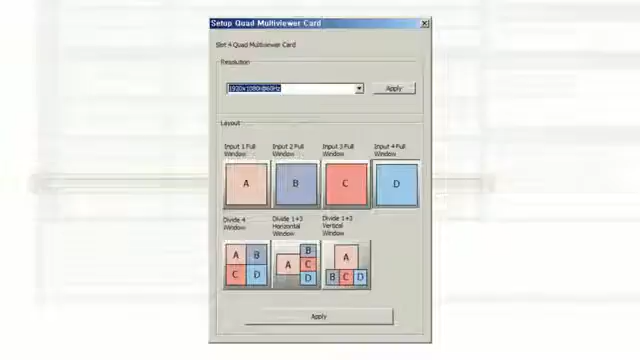 Setup Quad Multiviewer Card
Slot 4 Quad Multiviewer Card
Resolution
1920x1080@60Hz
Apply
Layout
Input 1 Full Window
Input 2 Full Window
Input 3 Full Window
Input 4 Full Window
A
B
C
D
Divide 4 Window
Divide 1+3 Horizontal Window
Divide 1+3 Vertical Window
A B
C D
A
B
C
D
A
B C D
Apply